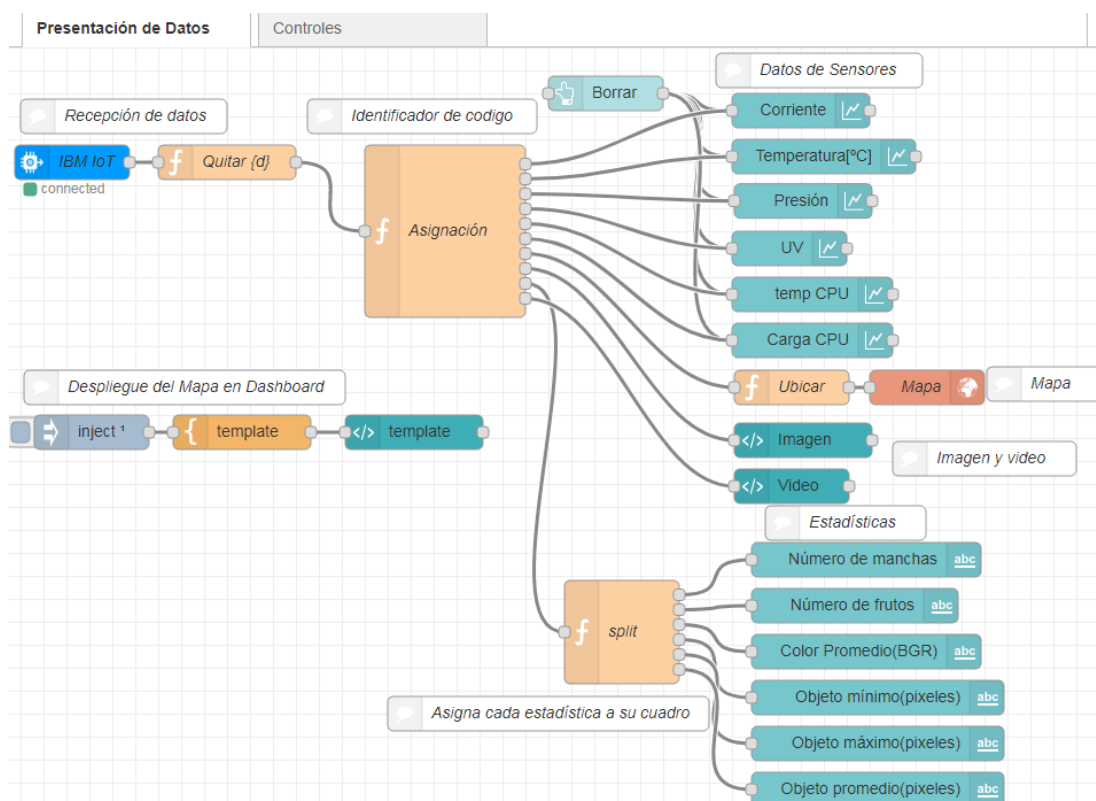 Presentación de Datos
Controles
Datos de Sensores
Borrar
Recepción de datos
Identificador de codigo
Corriente
IBM IoT
Quitar {d}
Temperatura[ºC]
connected
Presión
Asignación
UV
temp CPU
Carga CPU
Despliegue del Mapa en Dashboard
Ubicar
Mapa
Mapa
inject ¹
template
</> template
</> Imagen
Imagen y video
</> Video
Estadísticas
Número de manchas abc
Número de frutos abc
split
Color Promedio(BGR) abc
Objeto mínimo(pixeles) abc
Asigna cada estadística a su cuadro
Objeto máximo(pixeles) abc
Objeto promedio(pixeles) abc